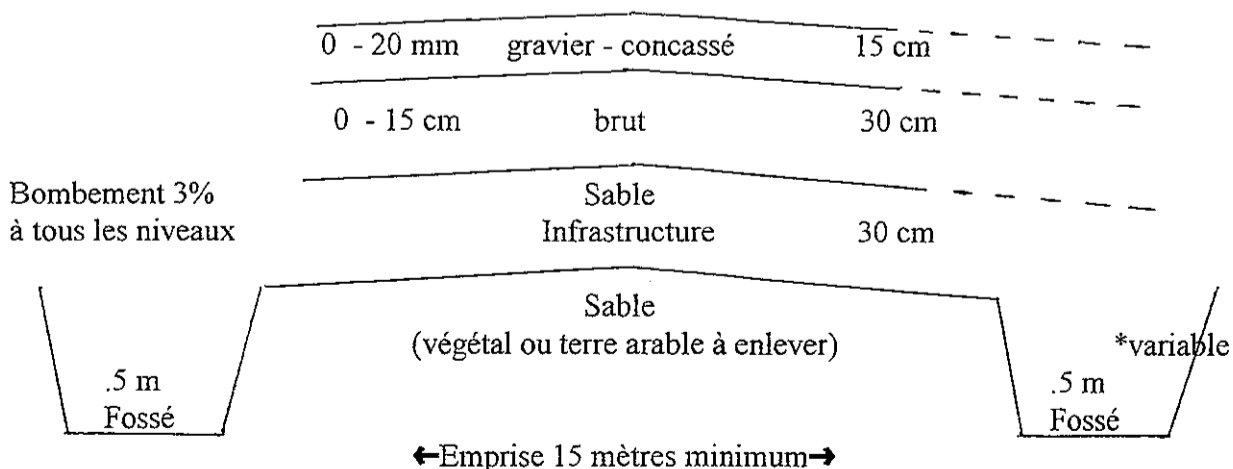 0 - 20 mm gravier - concassé 15 cm
0 - 15 cm brut 30 cm
Bombement 3%
à tous les niveaux
Sable
Infrastructure 30 cm
Sable
(végétal ou terre arable à enlever)
*variable
.5 m
Fossé
.5 m
Fossé
←Emprise 15 mètres minimum→